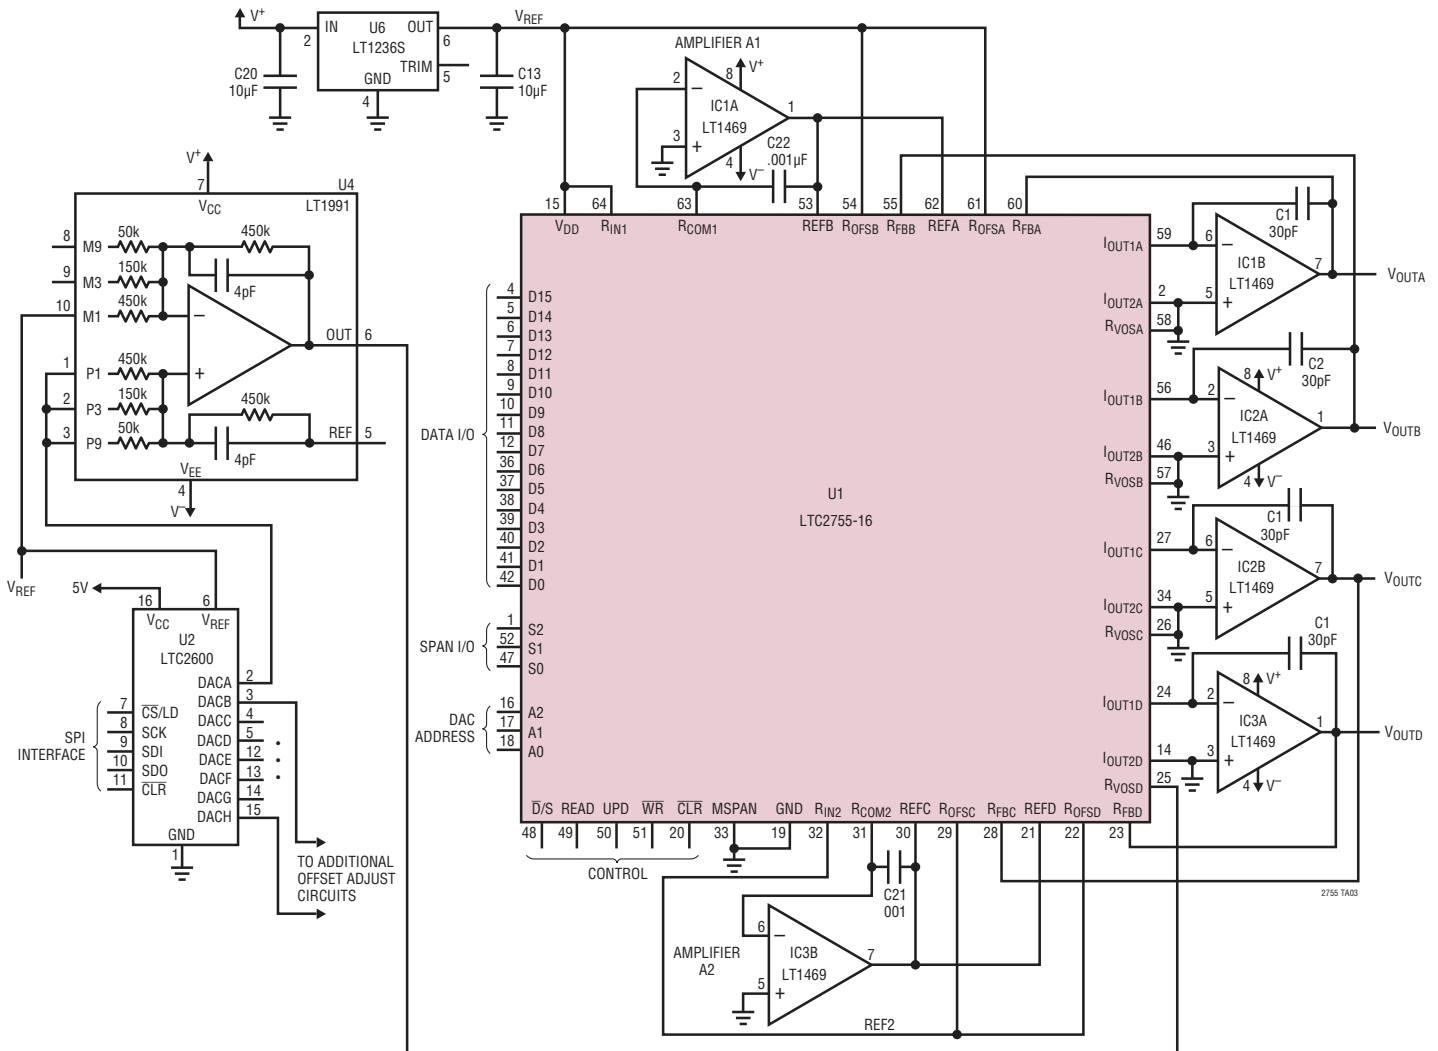 V+
IN
U6
OUT
LT1236S
2
6
TRIM
GND
5
4
C20
10µF
C13
10µF
VREF
AMPLIFIER A1
2
8
V+
–
IC1A
1
LT1469
3
+
4
V–
C22
.001µF
V+
7
VCC
U4
LT1991
8
M9
50k
450k
9
M3
150k
4pF
10
M1
450k
–
OUT
6
1
P1
450k
+
2
P3
150k
450k
3
P9
50k
REF
5
4pF
VEE
4
V–
VREF
5V
16
6
VCC
VREF
U2
LTC2600
DACA
2
DACB
3
DACC
4
DACD
5
DACE
12
DACF
13
DACG
14
DACH
15
SPI
INTERFACE
7
CS/LD
8
SCK
9
SDI
10
SDO
11
CLR
GND
1
TO ADDITIONAL
OFFSET ADJUST
CIRCUITS
15
64
63
53
54
55
62
61
60
VDD
RIN1
RCOM1
REFB
ROFSB
RFBB
REFA
ROFSA
RFBA
DATA I/O
4
D15
5
D14
6
D13
7
D12
8
D11
9
D10
10
D9
11
D8
12
D7
36
D6
37
D5
38
D4
39
D3
40
D2
41
D1
42
D0
SPAN I/O
1
S2
52
S1
47
S0
DAC
ADDRESS
16
A2
17
A1
18
A0
U1
LTC2755-16
IOUT1A
59
IOUT2A
2
RVOSA
58
IOUT1B
56
IOUT2B
46
RVOSB
57
IOUT1C
27
IOUT2C
34
RVOSC
26
IOUT1D
24
IOUT2D
14
RVOSD
25
C1
30pF
6
–
IC1B
7
LT1469
5
+
VOUTA
C2
30pF
8
V+
2
–
IC2A
1
LT1469
3
+
4
V–
VOUTB
C1
30pF
6
–
IC2B
7
LT1469
5
+
VOUTC
C1
30pF
8
V+
2
–
IC3A
1
LT1469
3
+
4
V–
VOUTD
D/S
READ
UPD
WR
CLR
MSPAN
GND
RIN2
RCOM2
REFC
ROFSC
RFBC
REFD
ROFSD
RFBD
48
49
50
51
20
33
19
32
31
30
29
28
21
22
23
CONTROL
C21
001
AMPLIFIER
A2
6
–
IC3B
7
LT1469
5
+
REF2
2755 TA03